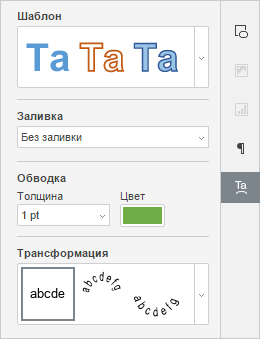 Шаблон
Ta Ta Ta
Заливка
Без заливки
Обводка
Толщина Цвет
1 pt
Ta
Трансформация
abcde abcdefg abcdefg